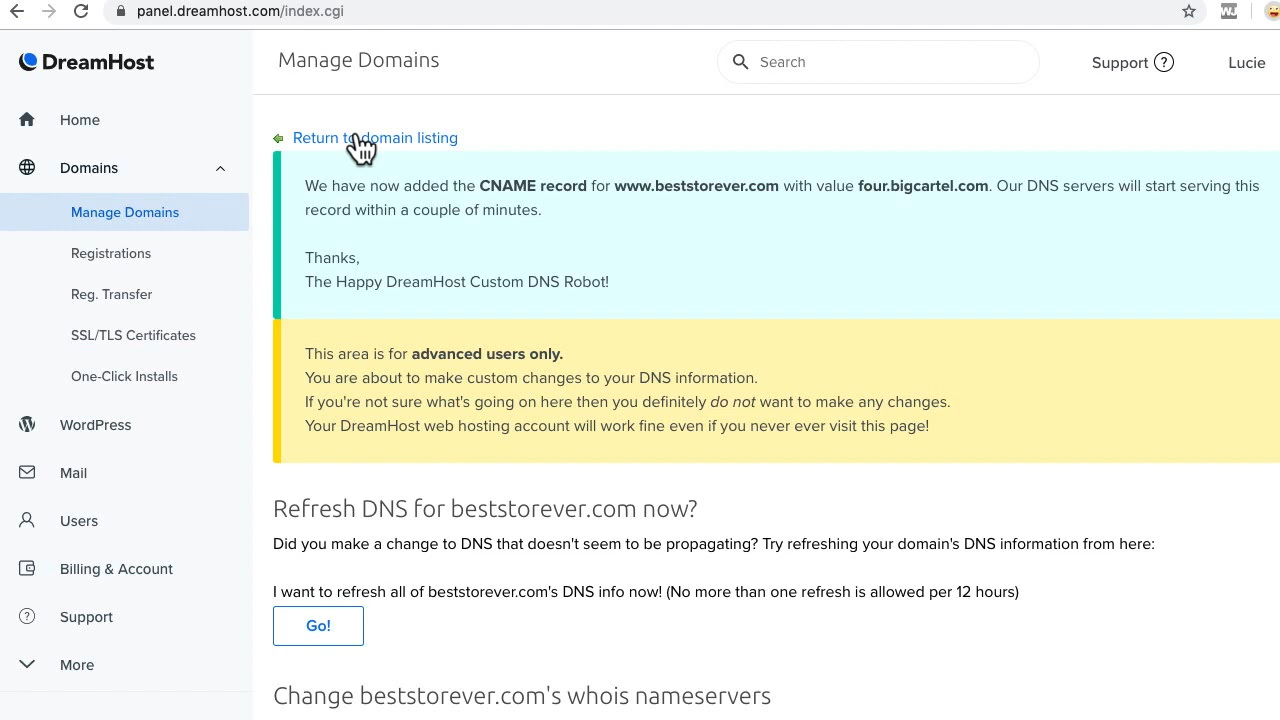 panel.dreamhost.com/index.cgi
WJ
DreamHost
Manage Domains
Search
Support ?
Lucie
Home
Domains
Manage Domains
Registrations
Reg. Transfer
SSL/TLS Certificates
One-Click Installs
WordPress
Mail
Users
Billing & Account
Support
More
Return to domain listing
We have now added the CNAME record for www.beststorever.com with value four.bigcartel.com. Our DNS servers will start serving this
record within a couple of minutes.
Thanks,
The Happy DreamHost Custom DNS Robot!
This area is for advanced users only.
You are about to make custom changes to your DNS information.
If you're not sure what's going on here then you definitely do not want to make any changes.
Your DreamHost web hosting account will work fine even if you never ever visit this page!
Refresh DNS for beststorever.com now?
Did you make a change to DNS that doesn't seem to be propagating? Try refreshing your domain's DNS information from here:
I want to refresh all of beststorever.com's DNS info now! (No more than one refresh is allowed per 12 hours)
Go!
Change beststorever.com's whois nameservers